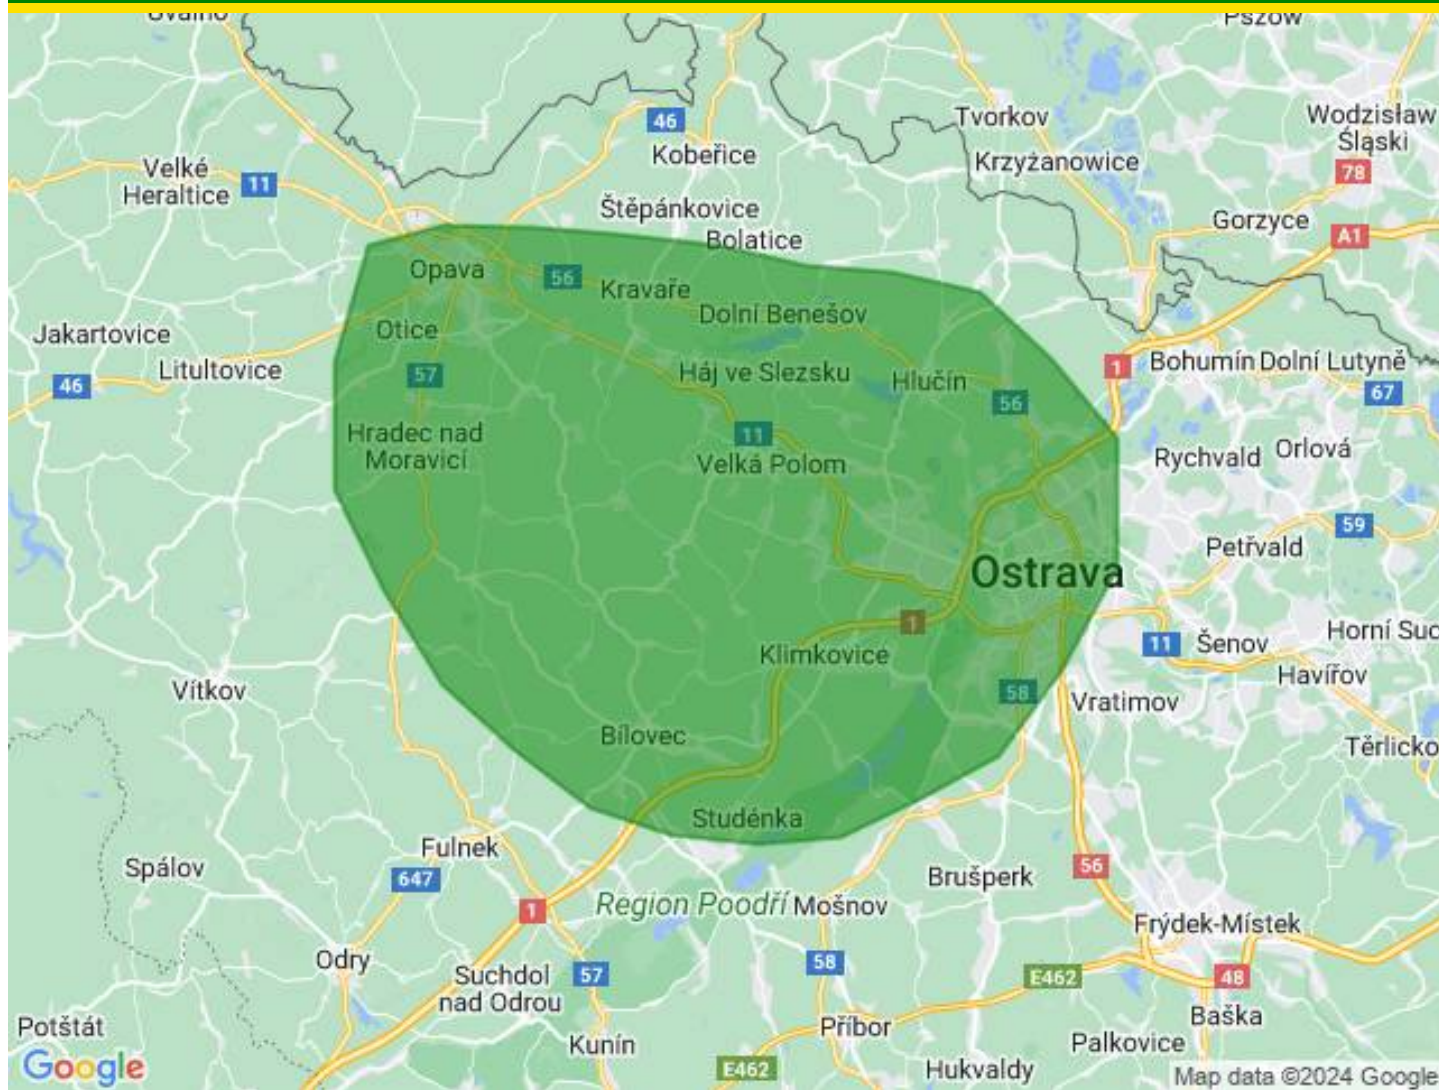 Pszów
Tvorkov
Wodzisław
Śląski
46
Kobeřice
Krzyżanowice
78
Velké
Heraltice
11
Štěpánkovice
Gorzyce
A1
Bolatice
Opava
56
Kravaře
Dolní Benešov
Jakartovice
Otice
Litultovice
46
57
Háj ve Slezsku
Hlučín
1
Bohumín
Dolní Lutyně
67
56
Hradec nad
Moravicí
11
Velká Polom
Rychvald
Orlová
59
Petřvald
Ostrava
1
Klimkovice
11
Šenov
Horní Suc
Havířov
Vítkov
58
Vratimov
Bílovec
Těrlicko
Studénka
Fulnek
Spálov
647
56
Brušperk
1
Region Poodří
Mošnov
Frýdek-Místek
Odry
Suchdol
nad Odrou
57
58
E462
48
Baška
Potštát
Příbor
Kunín
Palkovice
Google
E462
Hukvaldy
Map data ©2024 Google